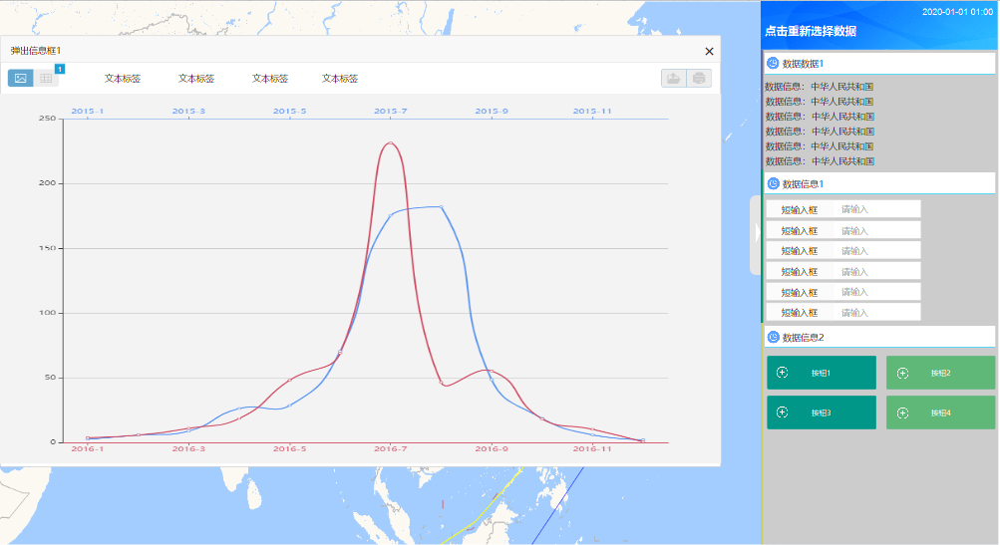 弹出信息框1
1
文本标签 文本标签 文本标签 文本标签
2015-1 2015-3 2015-5 2015-7 2015-9 2015-11
250
200
150
100
50
0
2016-1 2016-3 2016-5 2016-7 2016-9 2016-11
2020-01-01 01:00
点击重新选择数据
数据数据1
数据信息: 中华人民共和国
数据信息: 中华人民共和国
数据信息: 中华人民共和国
数据信息: 中华人民共和国
数据信息: 中华人民共和国
数据信息: 中华人民共和国
数据信息1
短输入框 请输入
短输入框 请输入
短输入框 请输入
短输入框 请输入
短输入框 请输入
短输入框 请输入
数据信息2
按钮1 按钮2
按钮3 按钮4